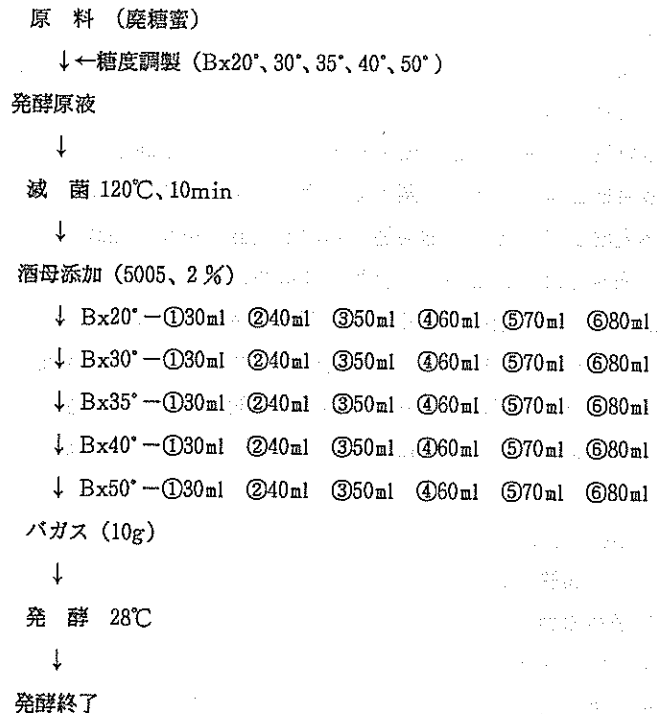 原 料 (廃糖蜜)
↓←糖度調製 (Bx20°、30°、35°、40°、50°)
発酵原液
↓
滅 菌 120℃、10min
↓
酒母添加 (5005、2%)
↓ Bx20°－①30ml ②40ml ③50ml ④60ml ⑤70ml ⑥80ml
↓ Bx30°－①30ml ②40ml ③50ml ④60ml ⑤70ml ⑥80ml
↓ Bx35°－①30ml ②40ml ③50ml ④60ml ⑤70ml ⑥80ml
↓ Bx40°－①30ml ②40ml ③50ml ④60ml ⑤70ml ⑥80ml
↓ Bx50°－①30ml ②40ml ③50ml ④60ml ⑤70ml ⑥80ml
バガス (10g)
↓
発 酵 28℃
↓
発酵終了